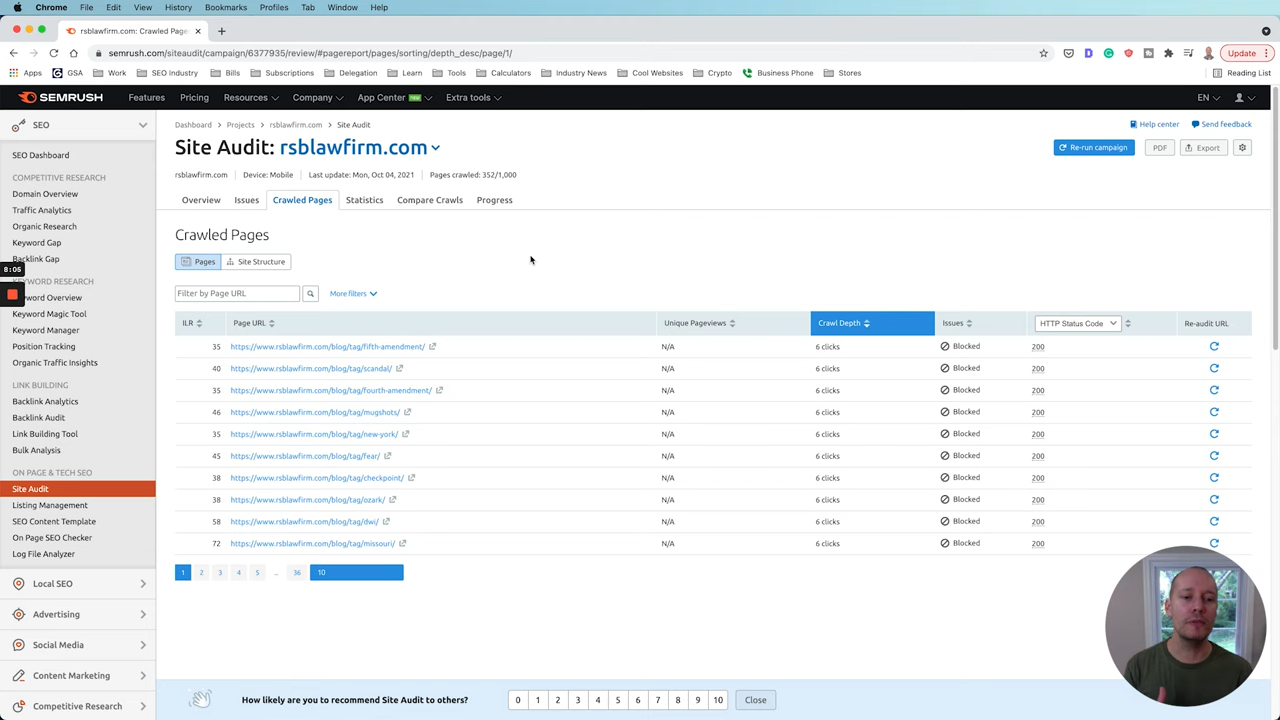 Chrome File Edit View History Bookmarks Profiles Tab Window Help
rsblawfirm.com: Crawled Pages
semrush.com/siteaudit/campaign/6377935/review/#pagereport/pages/sorting/depth_desc/page/1/
Update
Apps GSA Work SEO Industry Bills Subscriptions Delegation Learn Tools Calculators Industry News Cool Websites Crypto Business Phone Stores Reading List
SEMRUSH Features Pricing Resources Company App Center NEW Extra tools EN
SEO
Dashboard Projects rsblawfirm.com Site Audit
Help center Send feedback
Site Audit: rsblawfirm.com
Re-run campaign PDF Export
rsblawfirm.com Device: Mobile Last update: Mon, Oct 04, 2021 Pages crawled: 352/1,000
Overview Issues Crawled Pages Statistics Compare Crawls Progress
SEO Dashboard
COMPETITIVE RESEARCH
Domain Overview
Traffic Analytics
Organic Research
Keyword Gap
Backlink Gap
8:05
KEYWORD RESEARCH
yword Overview
Keyword Magic Tool
Keyword Manager
Position Tracking
Organic Traffic Insights
LINK BUILDING
Backlink Analytics
Backlink Audit
Link Building Tool
Bulk Analysis
ON PAGE & TECH SEO
Site Audit
Listing Management
SEO Content Template
On Page SEO Checker
Log File Analyzer
Local SEO
Advertising
Social Media
Content Marketing
Competitive Research
Crawled Pages
Pages Site Structure
Filter by Page URL More filters
ILR Page URL Unique Pageviews Crawl Depth Issues HTTP Status Code Re-audit URL
35 https://www.rsblawfirm.com/blog/tag/fifth-amendment/ N/A 6 clicks Blocked 200
40 https://www.rsblawfirm.com/blog/tag/scandal/ N/A 6 clicks Blocked 200
35 https://www.rsblawfirm.com/blog/tag/fourth-amendment/ N/A 6 clicks Blocked 200
46 https://www.rsblawfirm.com/blog/tag/mugshots/ N/A 6 clicks Blocked 200
35 https://www.rsblawfirm.com/blog/tag/new-york/ N/A 6 clicks Blocked 200
45 https://www.rsblawfirm.com/blog/tag/fear/ N/A 6 clicks Blocked 200
38 https://www.rsblawfirm.com/blog/tag/checkpoint/ N/A 6 clicks Blocked 200
38 https://www.rsblawfirm.com/blog/tag/ozark/ N/A 6 clicks Blocked 200
58 https://www.rsblawfirm.com/blog/tag/dwi/ N/A 6 clicks Blocked 200
72 https://www.rsblawfirm.com/blog/tag/missouri/ N/A 6 clicks Blocked 200
1 2 3 4 5 .. 36 10
How likely are you to recommend Site Audit to others? 0 1 2 3 4 5 6 7 8 9 10 Close